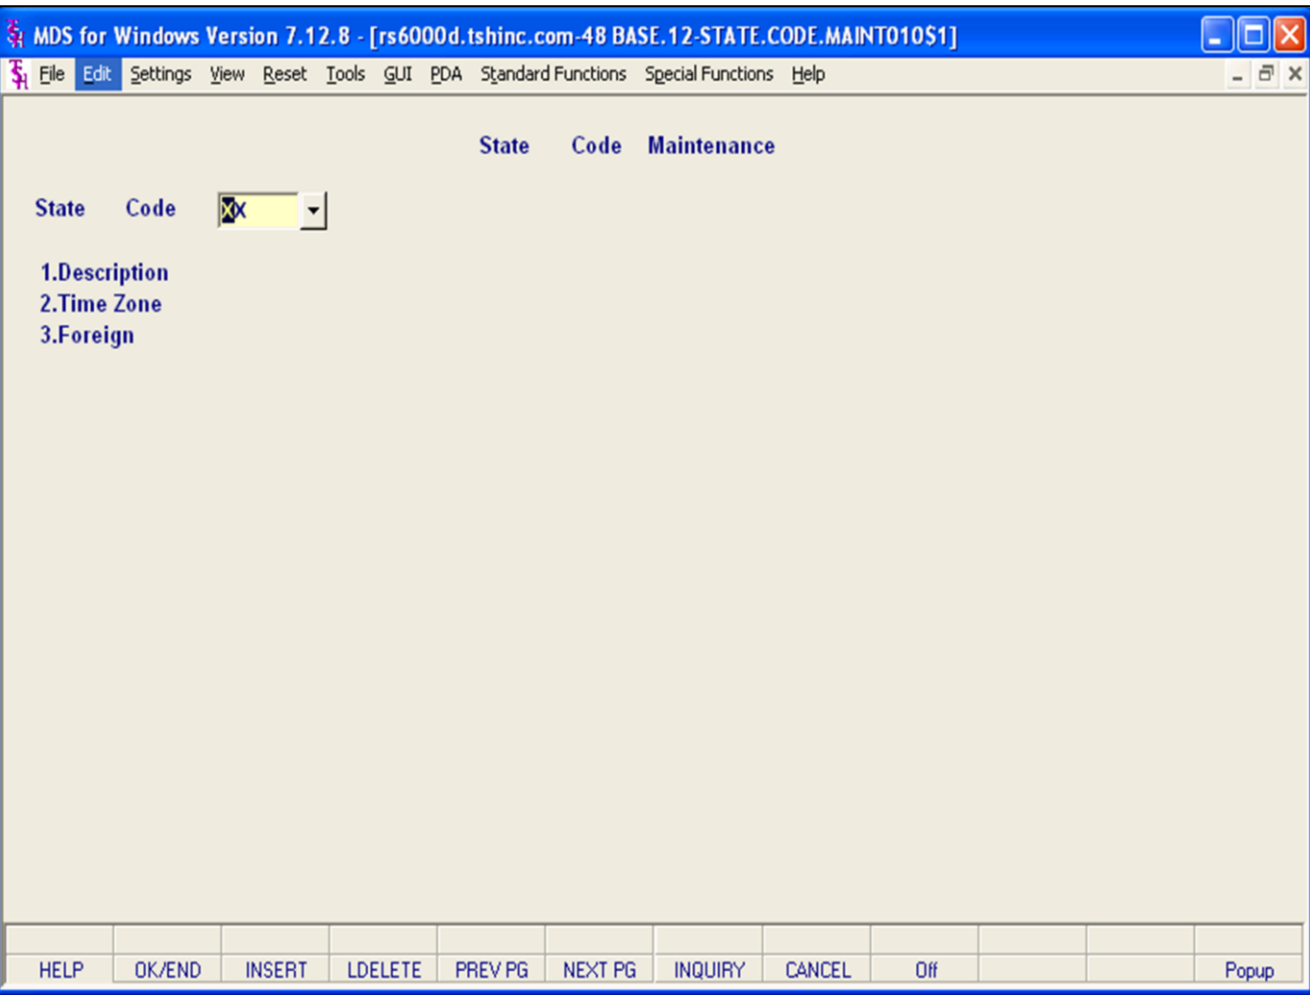 MDS for Windows Version 7.12.8 - [rs6000d.tshinc.com-48 BASE.12-STATE.CODE.MAINT010$1]
File Edit Settings View Reset Tools GUI PDA Standard Functions Special Functions Help
State Code Maintenance
State Code XX
1.Description
2.Time Zone
3.Foreign
HELP OK/END INSERT LDELETE PREV PG NEXT PG INQUIRY CANCEL Off Popup